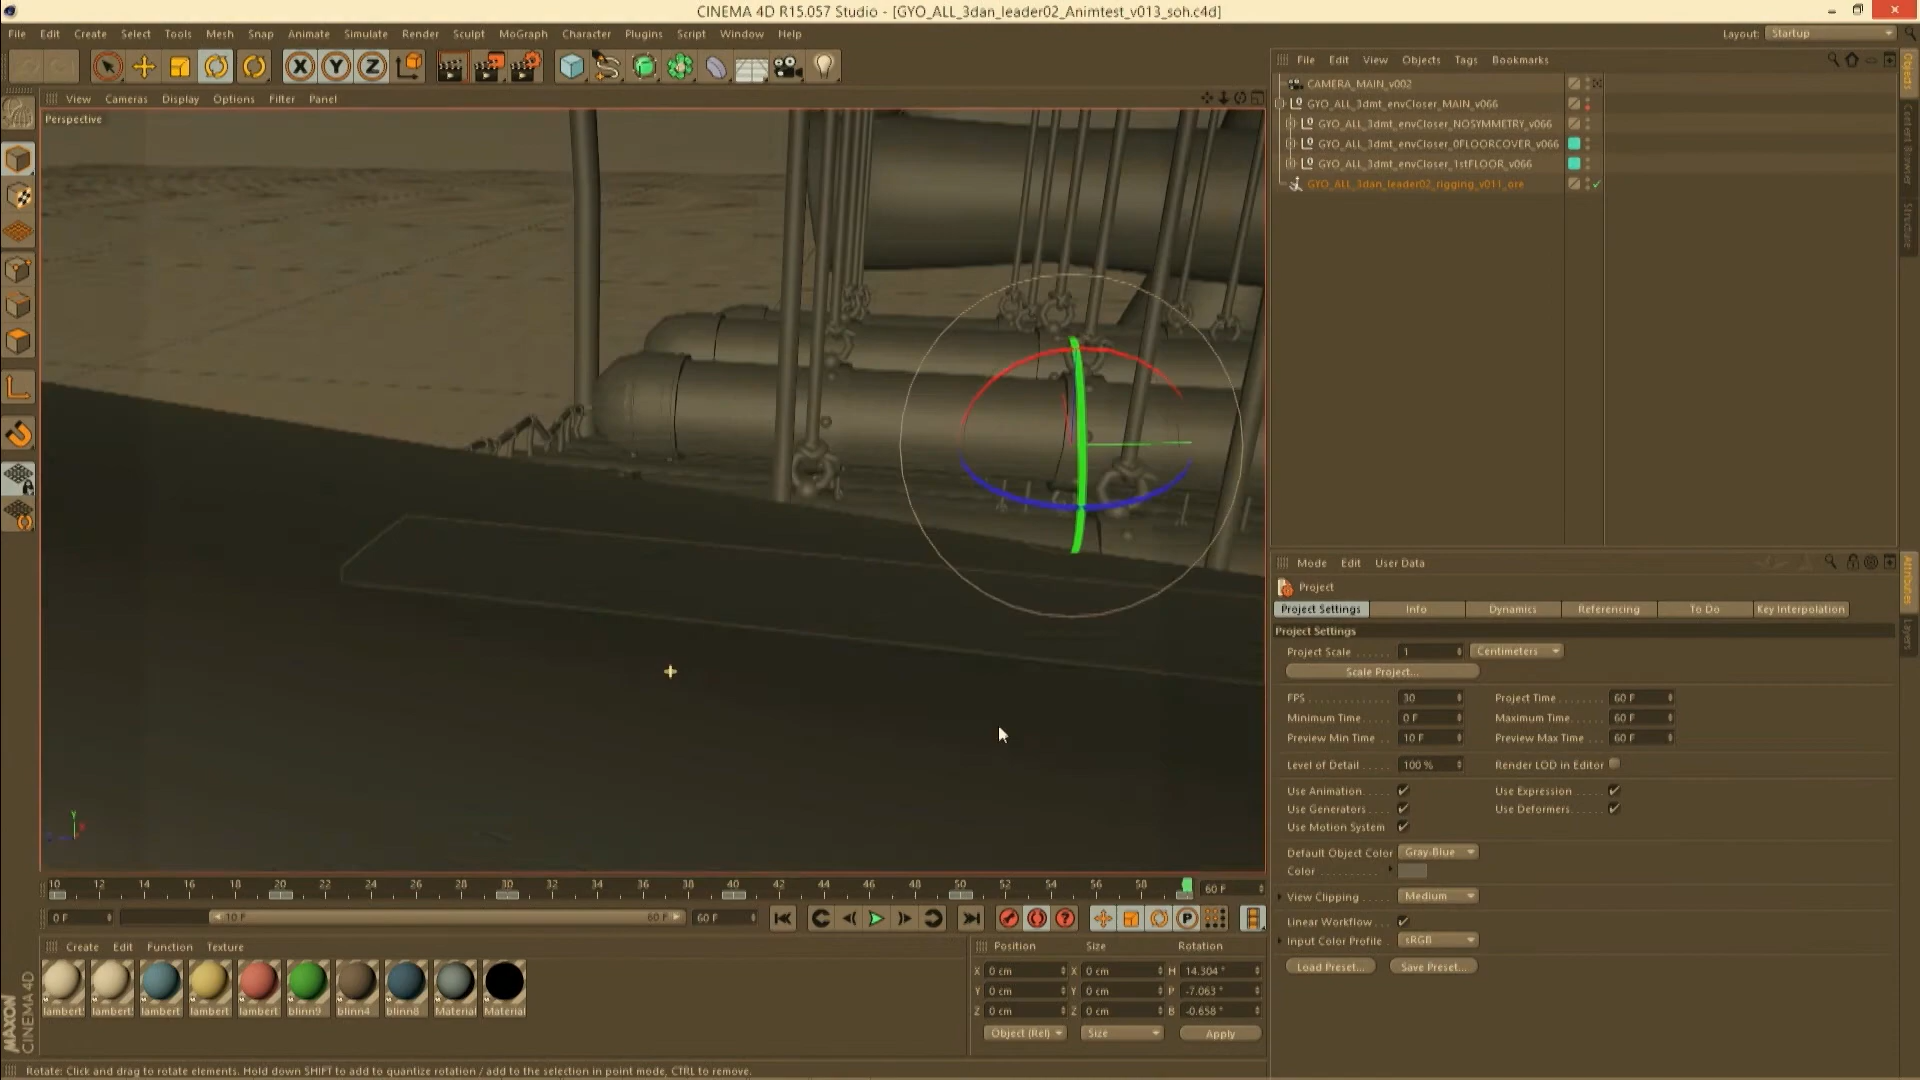 CINEMA 4D R15.057 Studio - [GYO_ALL_3dan_leader02_Animtest_v013_soh.c4d]
File Edit Create Select Tools Mesh Snap Animate Simulate Render Sculpt MoGraph Character Plugins Script Window Help
Layout: Startup
File Edit View Objects Tags Bookmarks
View Cameras Display Options Filter Panel
Perspective
CAMERA_MAIN_v002
GYO_ALL_3dmt_envCloser_MAIN_v066
GYO_ALL_3dmt_envCloser_NOSYMMETRY_v066
GYO_ALL_3dmt_envCloser_0FLOORCOVER_v066
GYO_ALL_3dmt_envCloser_1stFLOOR_v066
GYO_ALL_3dan_leader02_rigging_v011_ore
Objects
Content Browser
Structure
Mode Edit User Data
Project
Project Settings Info Dynamics Referencing To Do Key Interpolation
Attributes
Layers
Project Settings
Project Scale 1 Centimeters
Scale Project...
FPS 30 Project Time 60 F
Minimum Time 0 F Maximum Time 60 F
Preview Min Time 10 F Preview Max Time 60 F
Level of Detail 100 % Render LOD in Editor
Use Animation Use Expression
Use Generators Use Deformers
Use Motion System
Default Object Color Gray-Blue
Color
View Clipping Medium
Linear Workflow
Input Color Profile sRGB
Load Preset... Save Preset...
Y
10 12 14 16 18 20 22 24 26 28 30 32 34 36 38 40 42 44 46 48 50 52 54 56 58 60 F
0 F 10 F 60 F 60 F
Create Edit Function Texture
lambert lambert lambert lambert lambert blinn9 blinn4 blinn8 Material Material
Position Size Rotation
X 0 cm X 0 cm H 14.304 °
Y 0 cm Y 0 cm P -7.063 °
Z 0 cm Z 0 cm B -0.658 °
Object (Rel) Size Apply
MAXON
CINEMA 4D
Rotate: Click and drag to rotate elements. Hold down SHIFT to add to quantize rotation / add to the selection in point mode, CTRL to remove.